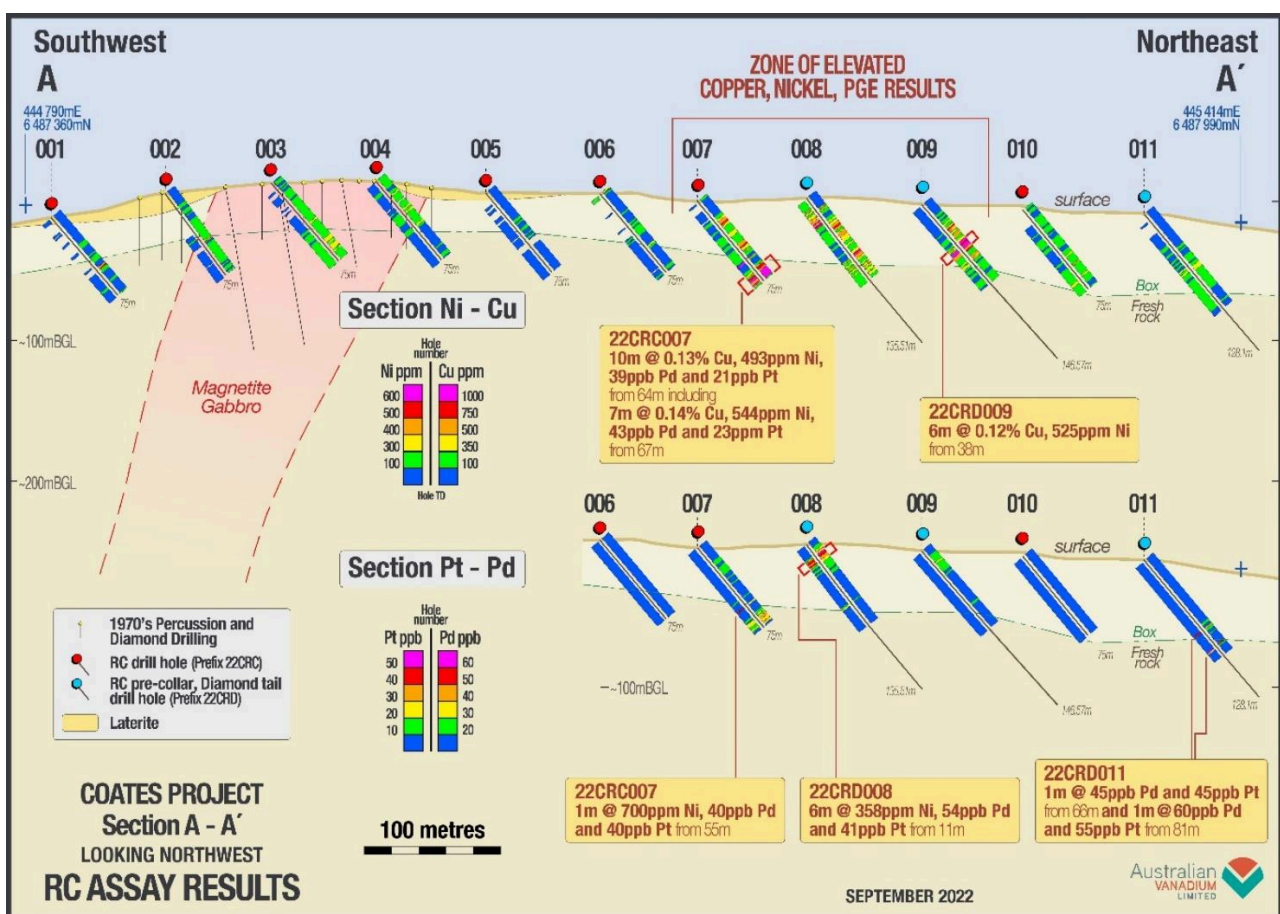 Southwest
A
444 790mE
6 487 360mN
Northeast
A´
445 414mE
6 487 990mN
ZONE OF ELEVATED
COPPER, NICKEL, PGE RESULTS
001
002
003
004
005
006
007
008
009
010
011
surface
75m
75m
75m
75m
75m
75m
75m
135.51m
146.57m
75m
128.1m
Box
Fresh
rock
~100mBGL
~200mBGL
Magnetite
Gabbro
Section Ni - Cu
Hole
number
Ni ppm Cu ppm
600 1000
500 750
400 500
300 350
100 100
Hole TD
22CRC007
10m @ 0.13% Cu, 493ppm Ni,
39ppb Pd and 21ppb Pt
from 64m including
7m @ 0.14% Cu, 544ppm Ni,
43ppb Pd and 23ppm Pt
from 67m
22CRD009
6m @ 0.12% Cu, 525ppm Ni
from 38m
006
007
008
009
010
011
surface
75m
75m
135.51m
146.57m
75m
128.1m
Box
Fresh
rock
~100mBGL
Section Pt - Pd
Hole
number
Pt ppb Pd ppb
50 60
40 50
30 40
20 30
10 20
1970's Percussion and
Diamond Drilling
RC drill hole (Prefix 22CRC)
RC pre-collar, Diamond tail
drill hole (Prefix 22CRD)
Laterite
22CRC007
1m @ 700ppm Ni, 40ppb Pd
and 40ppb Pt from 55m
22CRD008
6m @ 358ppm Ni, 54ppb Pd
and 41ppb Pt from 11m
22CRD011
1m @ 45ppb Pd and 45ppb Pt
from 66m and 1m @ 60ppb Pd
and 55ppb Pt from 81m
COATES PROJECT
Section A - A´
LOOKING NORTHWEST
RC ASSAY RESULTS
100 metres
SEPTEMBER 2022
Australian
VANADIUM
LIMITED